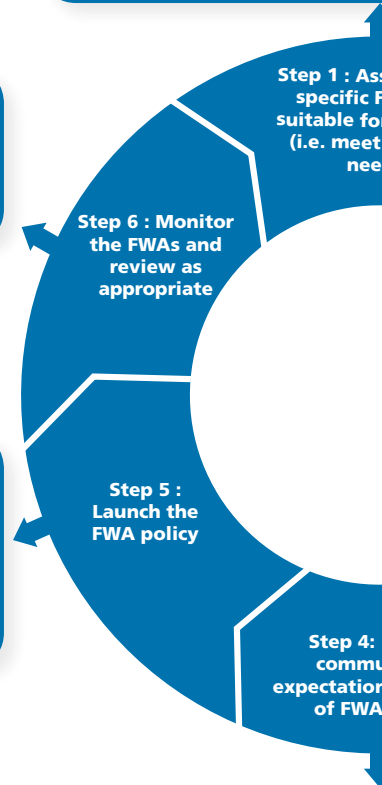 Step 1 : Ass
specific F
suitable for
(i.e. meet
nee
Step 6 : Monitor
the FWAs and
review as
appropriate
Step 5 :
Launch the
FWA policy
Step 4:
commu
expectation
of FWA